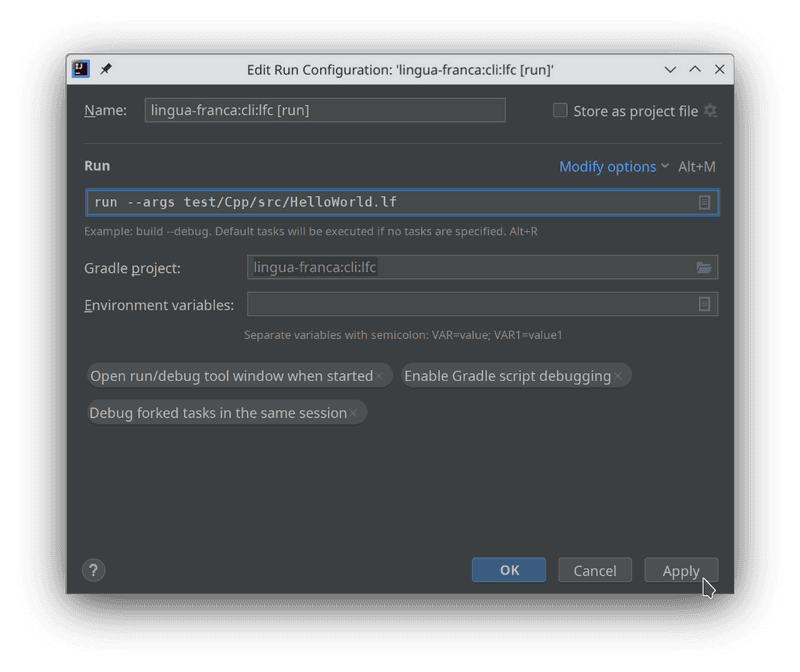 Edit Run Configuration: 'lingua-franca:cli:lfc [run]'
Name: lingua-franca:cli:lfc [run] Store as project file
Run Modify options Alt+M
run --args test/Cpp/src/HelloWorld.lf
Example: build --debug. Default tasks will be executed if no tasks are specified. Alt+R
Gradle project: lingua-franca:cli:lfc
Environment variables:
Separate variables with semicolon: VAR=value; VAR1=value1
Open run/debug tool window when started× Enable Gradle script debugging×
Debug forked tasks in the same session×
? OK Cancel Apply